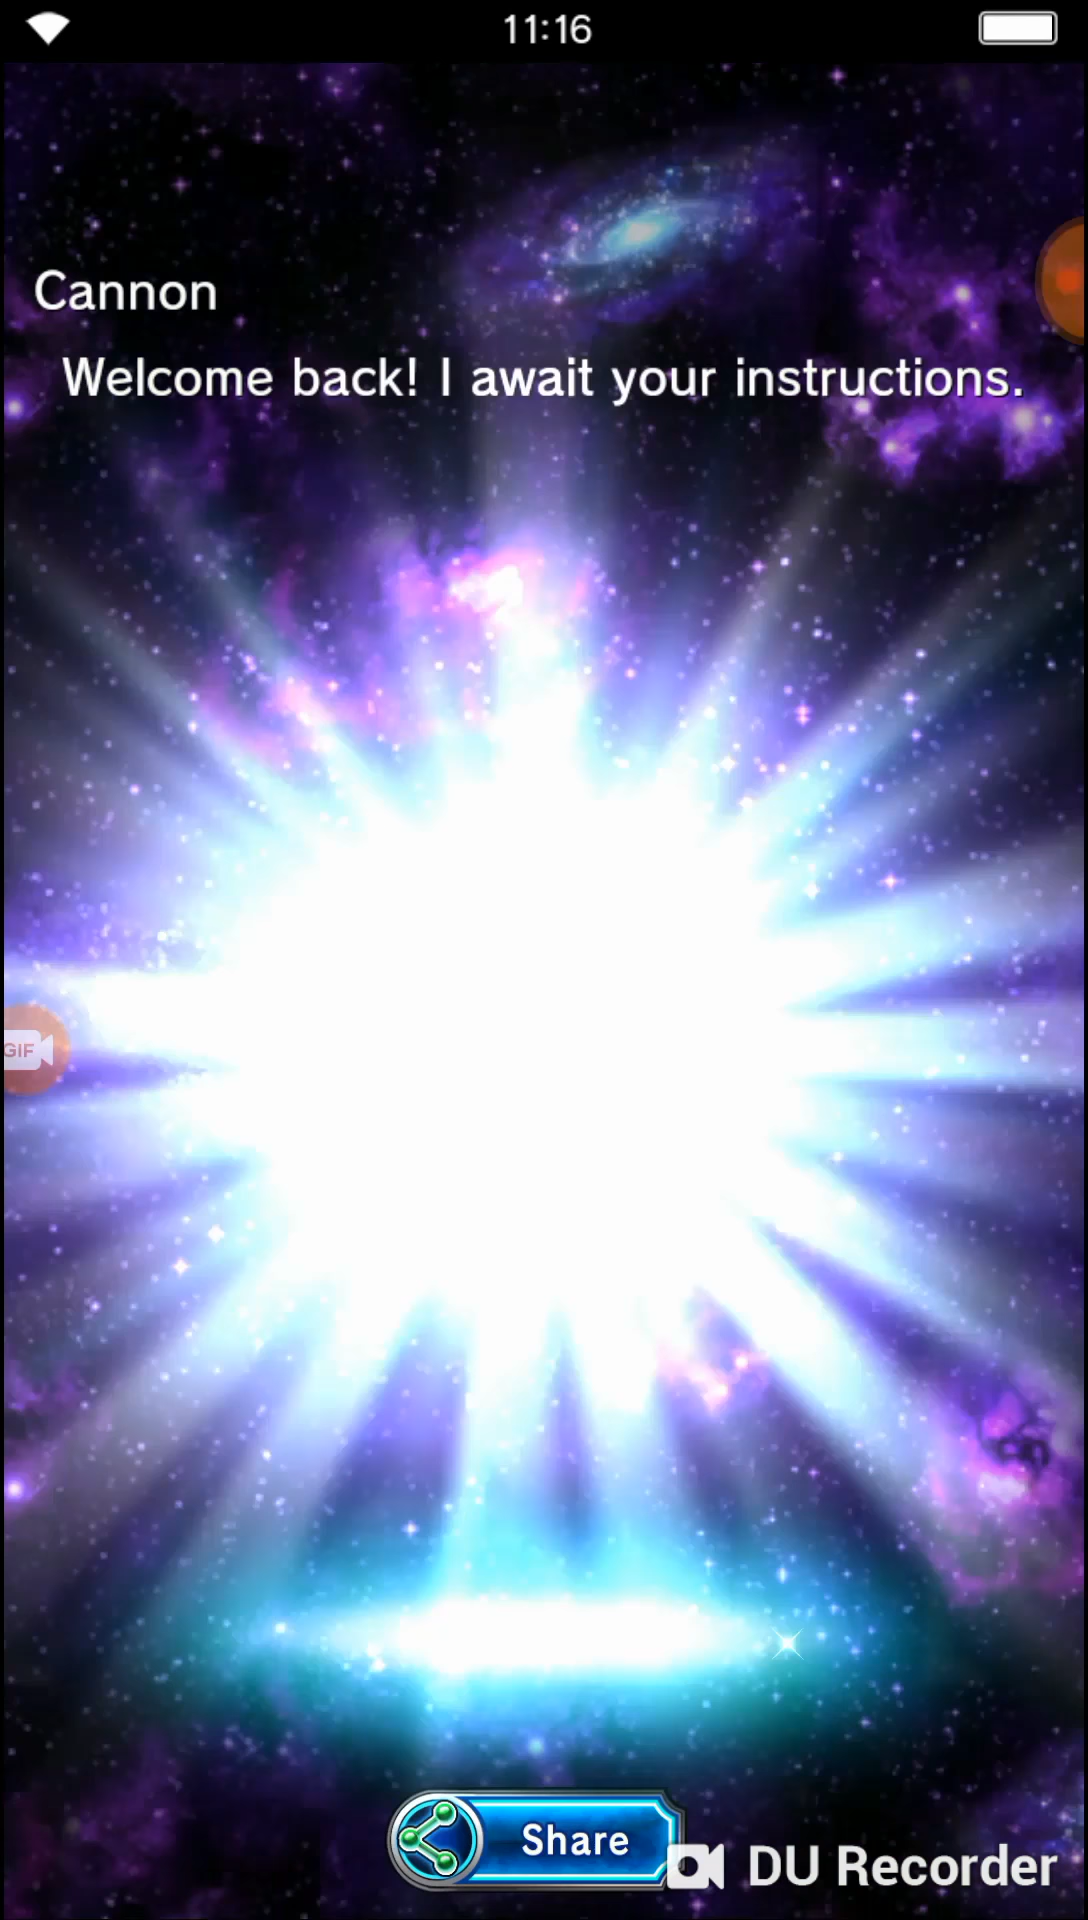 11:16
Cannon
Welcome back! I await your instructions.
GIF
Share
DU Recorder